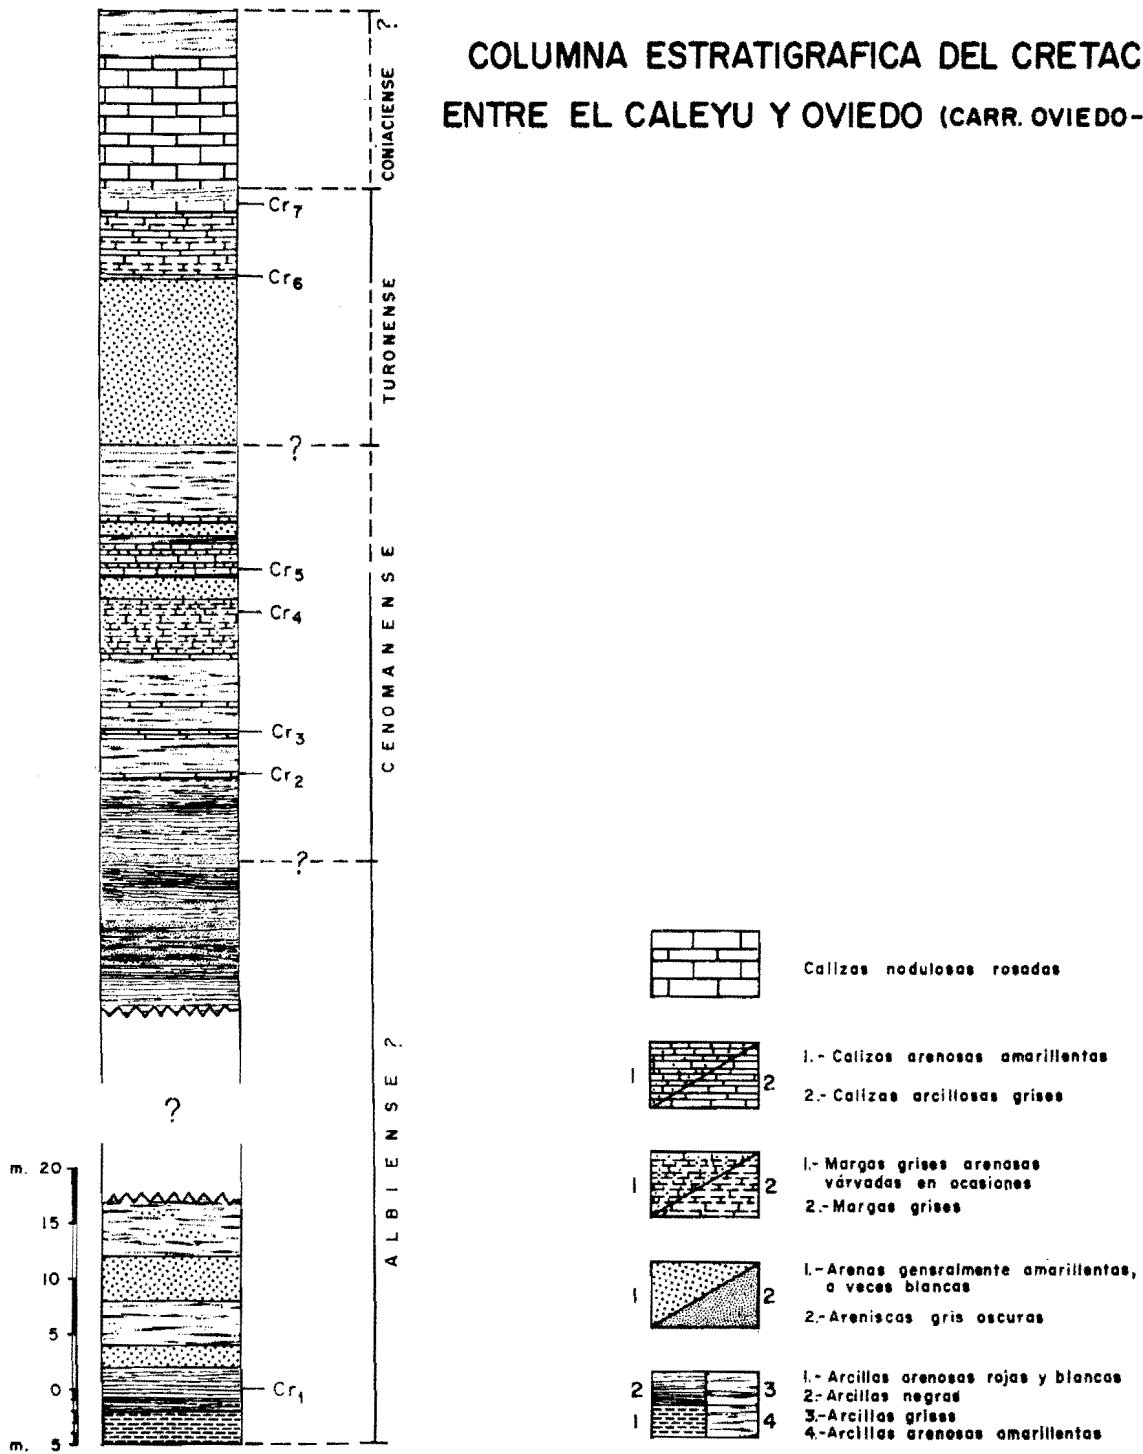 COLUMNA ESTRATIGRAFICA DEL CRETAC
ENTRE EL CALEYU Y OVIEDO (CARR. OVIEDO-
?
CONIACIENSE
Cr7
Cr6
TURONENSE
?
Cr5
Cr4
CENOMANENSE
Cr3
Cr2
?
ALBIENSE ?
?
m. 20
15
10
5
0
m. 5
Cr1
Calizas nodulosas rosadas
1 2
1.- Calizas arenosas amarillentas
2.- Calizas arcillosas grises
1 2
1.- Margas grises arenosas
várvadas en ocasiones
2.- Margas grises
1 2
1.- Arenas generalmente amarillentas,
a veces blancas
2.- Areniscas gris oscuras
2 3
1 4
1.- Arcillas arenosas rojas y blancas
2.- Arcillas negras
3.- Arcillas grises
4.- Arcillas arenosas amarillentas